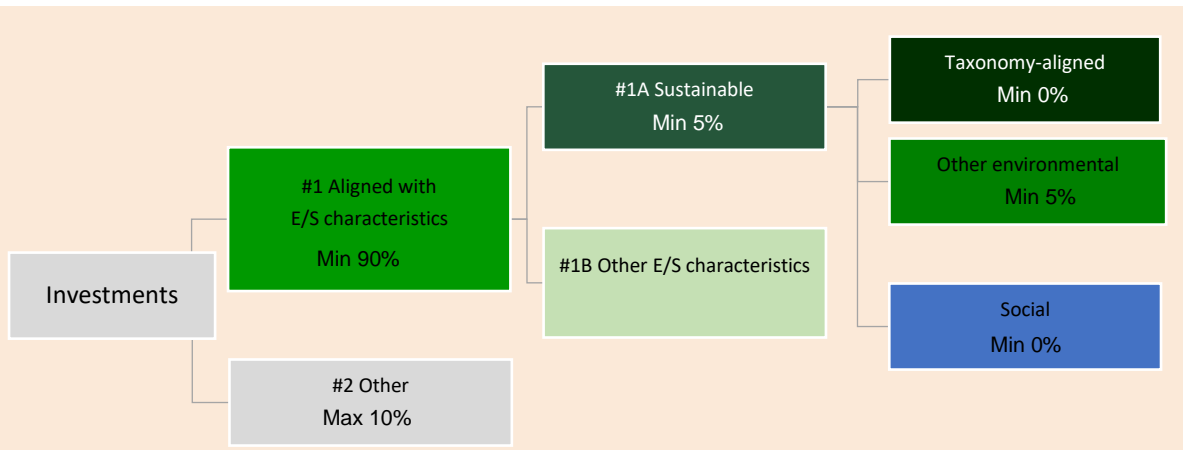 Investments
#1 Aligned with
E/S characteristics
Min 90%
#2 Other
Max 10%
#1A Sustainable
Min 5%
#1B Other E/S characteristics
Taxonomy-aligned
Min 0%
Other environmental
Min 5%
Social
Min 0%